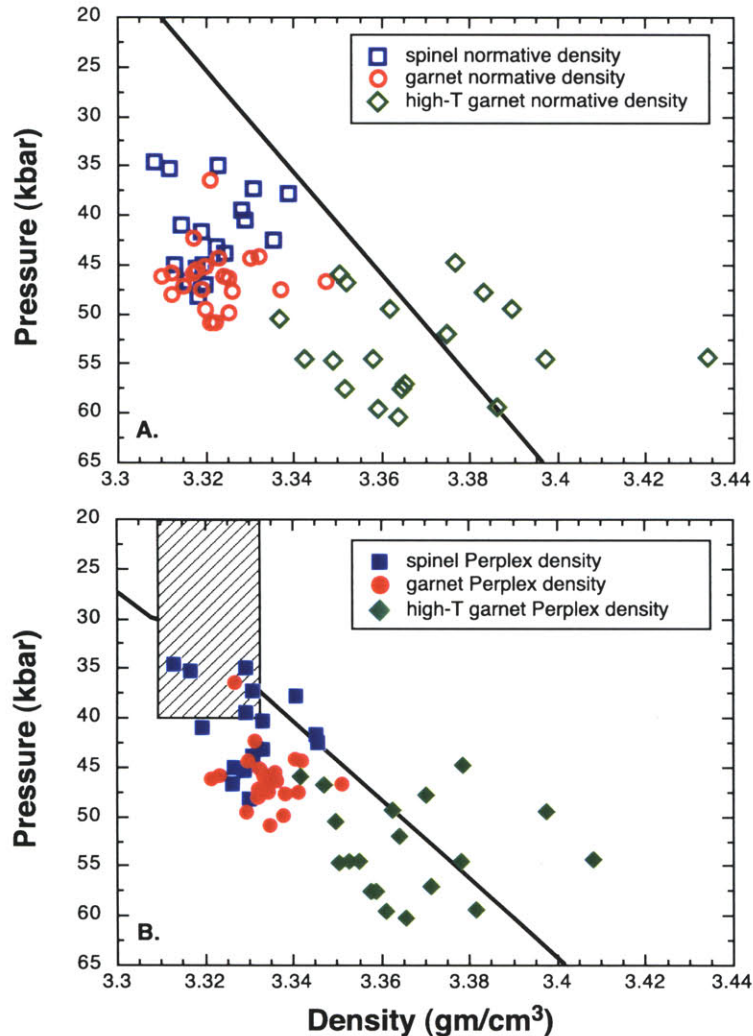 20
25
30
35
40
45
50
55
60
65
Pressure (kbar)
spinel normative density
garnet normative density
high-T garnet normative density
A.
3.3 3.32 3.34 3.36 3.38 3.4 3.42 3.44
20
25
30
35
40
45
50
55
60
65
Pressure (kbar)
spinel Perplex density
garnet Perplex density
high-T garnet Perplex density
B.
3.3 3.32 3.34 3.36 3.38 3.4 3.42 3.44
Density (gm/cm³)